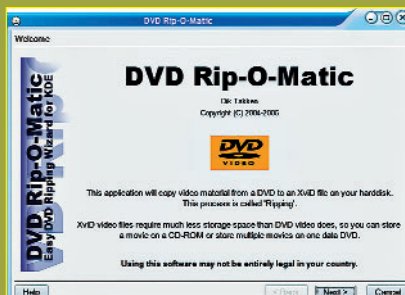 DVD Rip-O-Matic
Welcome
DVD Rip-O-Matic
Easy DVD Ripping Wizard for KDE
DVD Rip-O-Matic
Dik Takken
Copyright (C) 2004-2006
DVD
VIDEO
This application will copy video material from a DVD to an XviD file on your harddisk.
This process is called 'Ripping'.
XviD video files require much less storage space than DVD video does, so you can store
a movie on a CD-ROM or store multiple movies on one data DVD.
Using this software may not be entirely legal in your country.
Help
< Back
Next >
Cancel